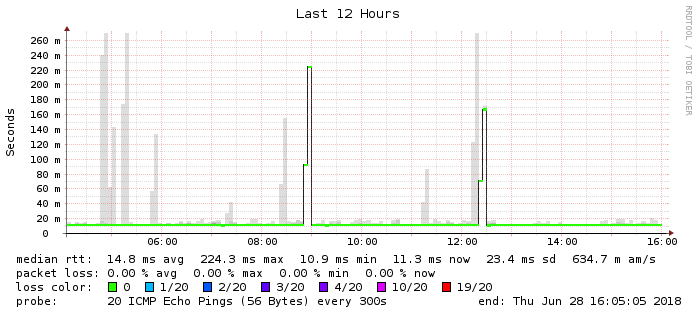 Last 12 Hours
RRDTOOL / TOBI OETIKER
Seconds
260 m
240 m
220 m
200 m
180 m
160 m
140 m
120 m
100 m
80 m
60 m
40 m
20 m
0
06:00 08:00 10:00 12:00 14:00 16:00
median rtt: 14.8 ms avg 224.3 ms max 10.9 ms min 11.3 ms now 23.4 ms sd 634.7 m am/s
packet loss: 0.00 % avg 0.00 % max 0.00 % min 0.00 % now
loss color: 0 1/20 2/20 3/20 4/20 10/20 19/20
probe: 20 ICMP Echo Pings (56 Bytes) every 300s end: Thu Jun 28 16:05:05 2018